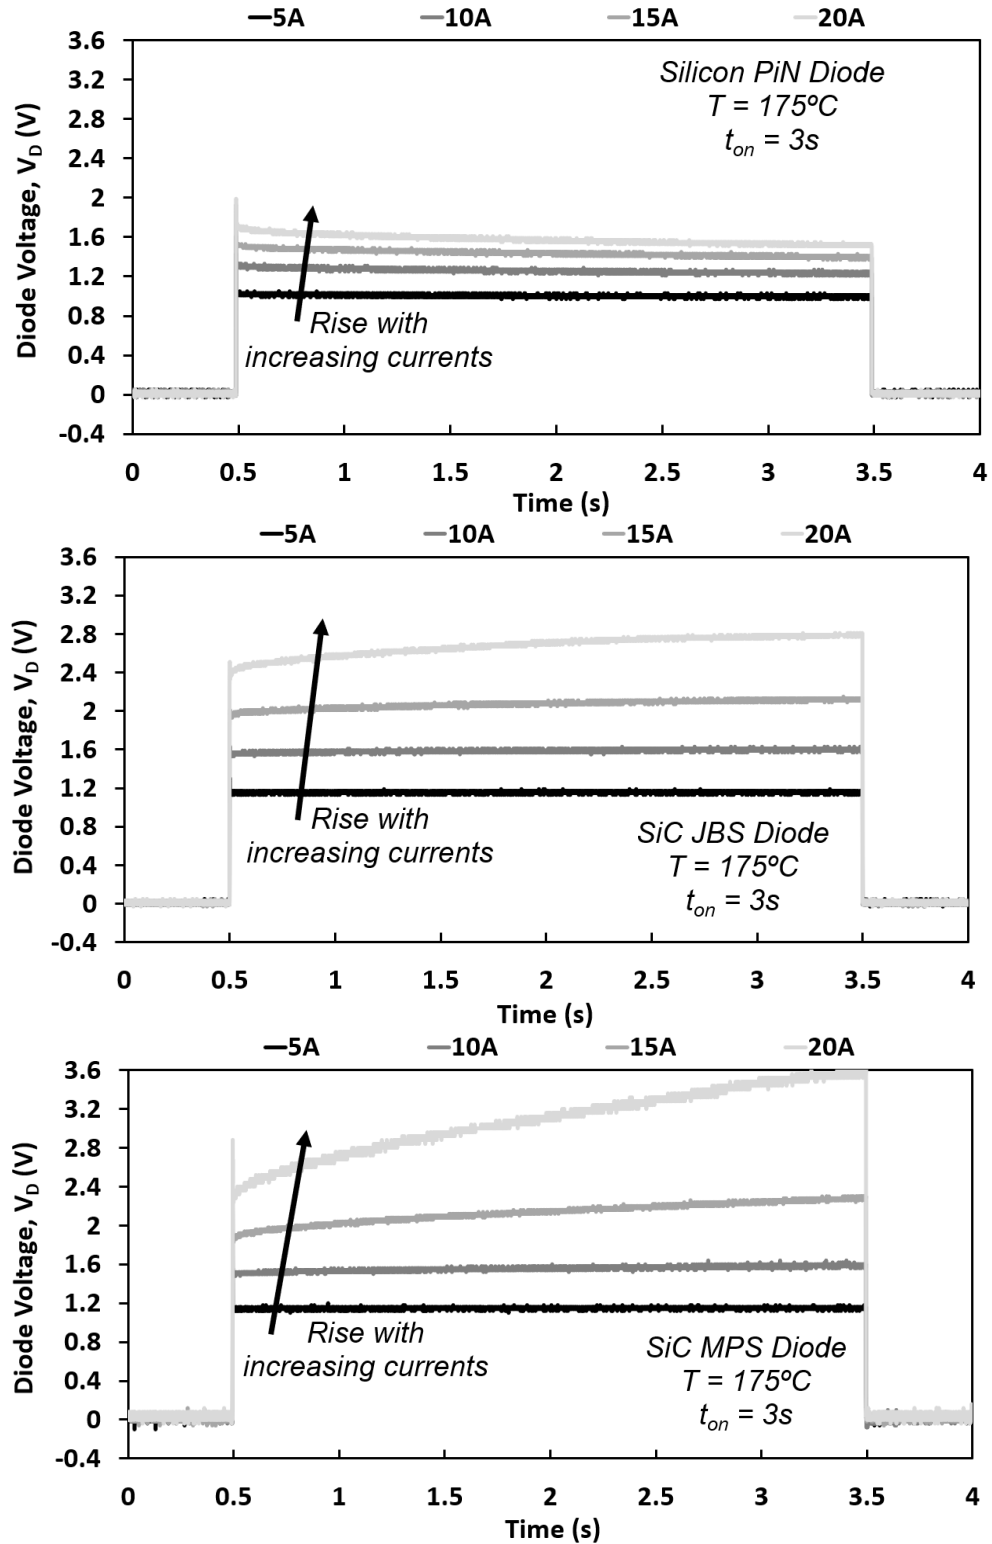 5A 10A 15A 20A
3.6
3.2
2.8
2.4
2
1.6
1.2
0.8
0.4
0
-0.4
Diode Voltage, VD (V)
Silicon PiN Diode
T = 175ºC
ton = 3s
Rise with
increasing currents
0 0.5 1 1.5 2 2.5 3 3.5 4
Time (s)
5A 10A 15A 20A
3.6
3.2
2.8
2.4
2
1.6
1.2
0.8
0.4
0
-0.4
Diode Voltage, VD (V)
Rise with
increasing currents
SiC JBS Diode
T = 175ºC
ton = 3s
0 0.5 1 1.5 2 2.5 3 3.5 4
Time (s)
5A 10A 15A 20A
3.6
3.2
2.8
2.4
2
1.6
1.2
0.8
0.4
0
-0.4
Diode Voltage, VD (V)
Rise with
increasing currents
SiC MPS Diode
T = 175ºC
ton = 3s
0 0.5 1 1.5 2 2.5 3 3.5 4
Time (s)